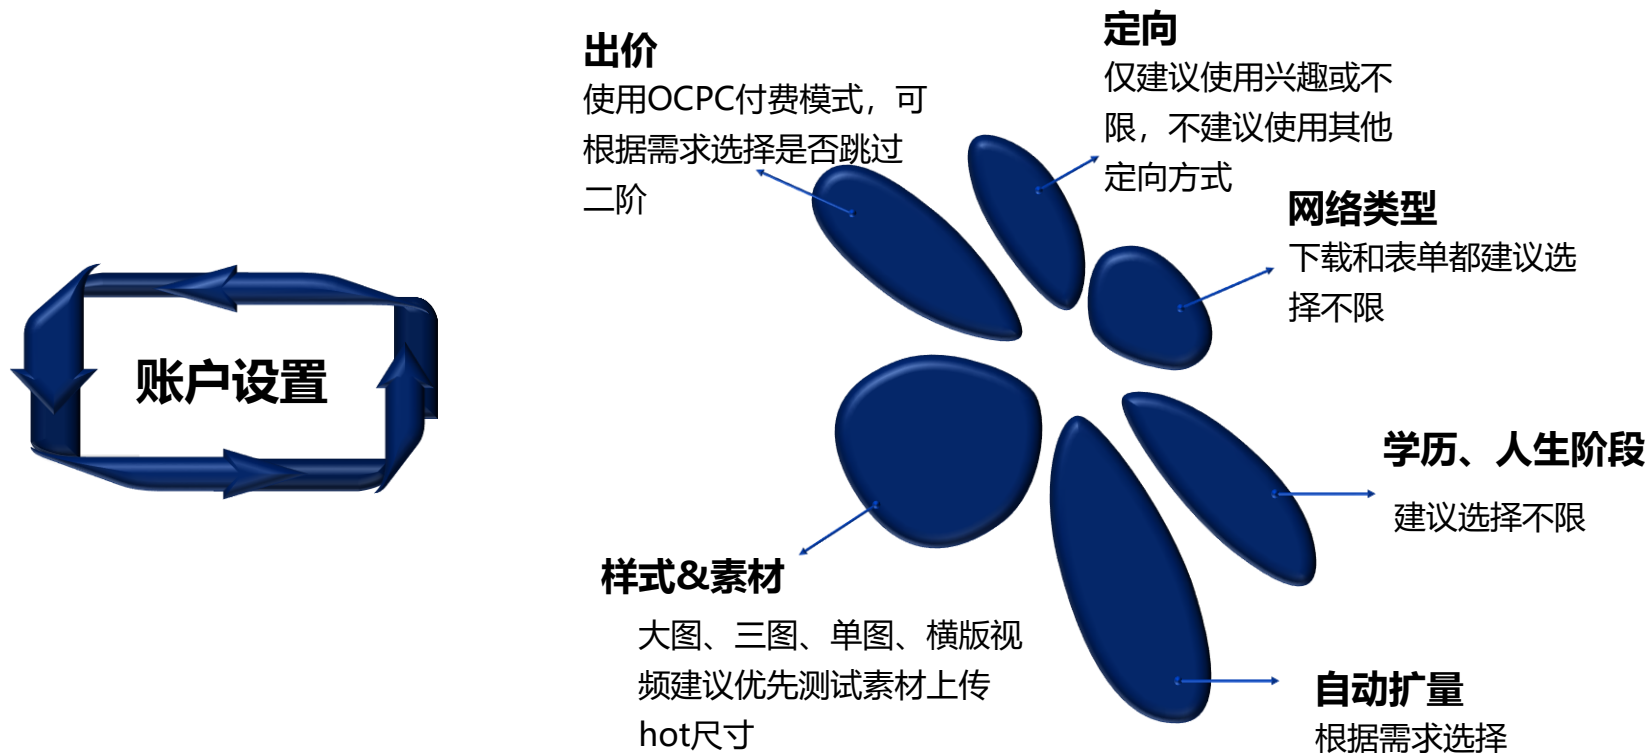 账户设置
出价
使用OCPC付费模式，可
根据需求选择是否跳过
二阶
定向
仅建议使用兴趣或不
限，不建议使用其他
定向方式
网络类型
下载和表单都建议选
择不限
学历、人生阶段
建议选择不限
样式&素材
大图、三图、单图、横版视
频建议优先测试素材上传
hot尺寸
自动扩量
根据需求选择